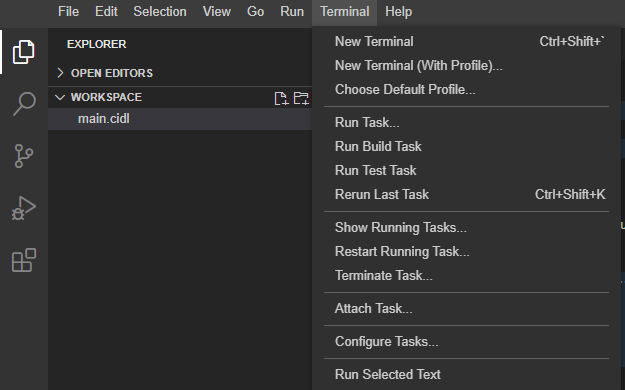 File Edit Selection View Go Run Terminal Help
EXPLORER
OPEN EDITORS
WORKSPACE
main.cidl
New Terminal Ctrl+Shift+`
New Terminal (With Profile)...
Choose Default Profile...
Run Task...
Run Build Task
Run Test Task
Rerun Last Task Ctrl+Shift+K
Show Running Tasks...
Restart Running Task...
Terminate Task...
Attach Task...
Configure Tasks...
Run Selected Text